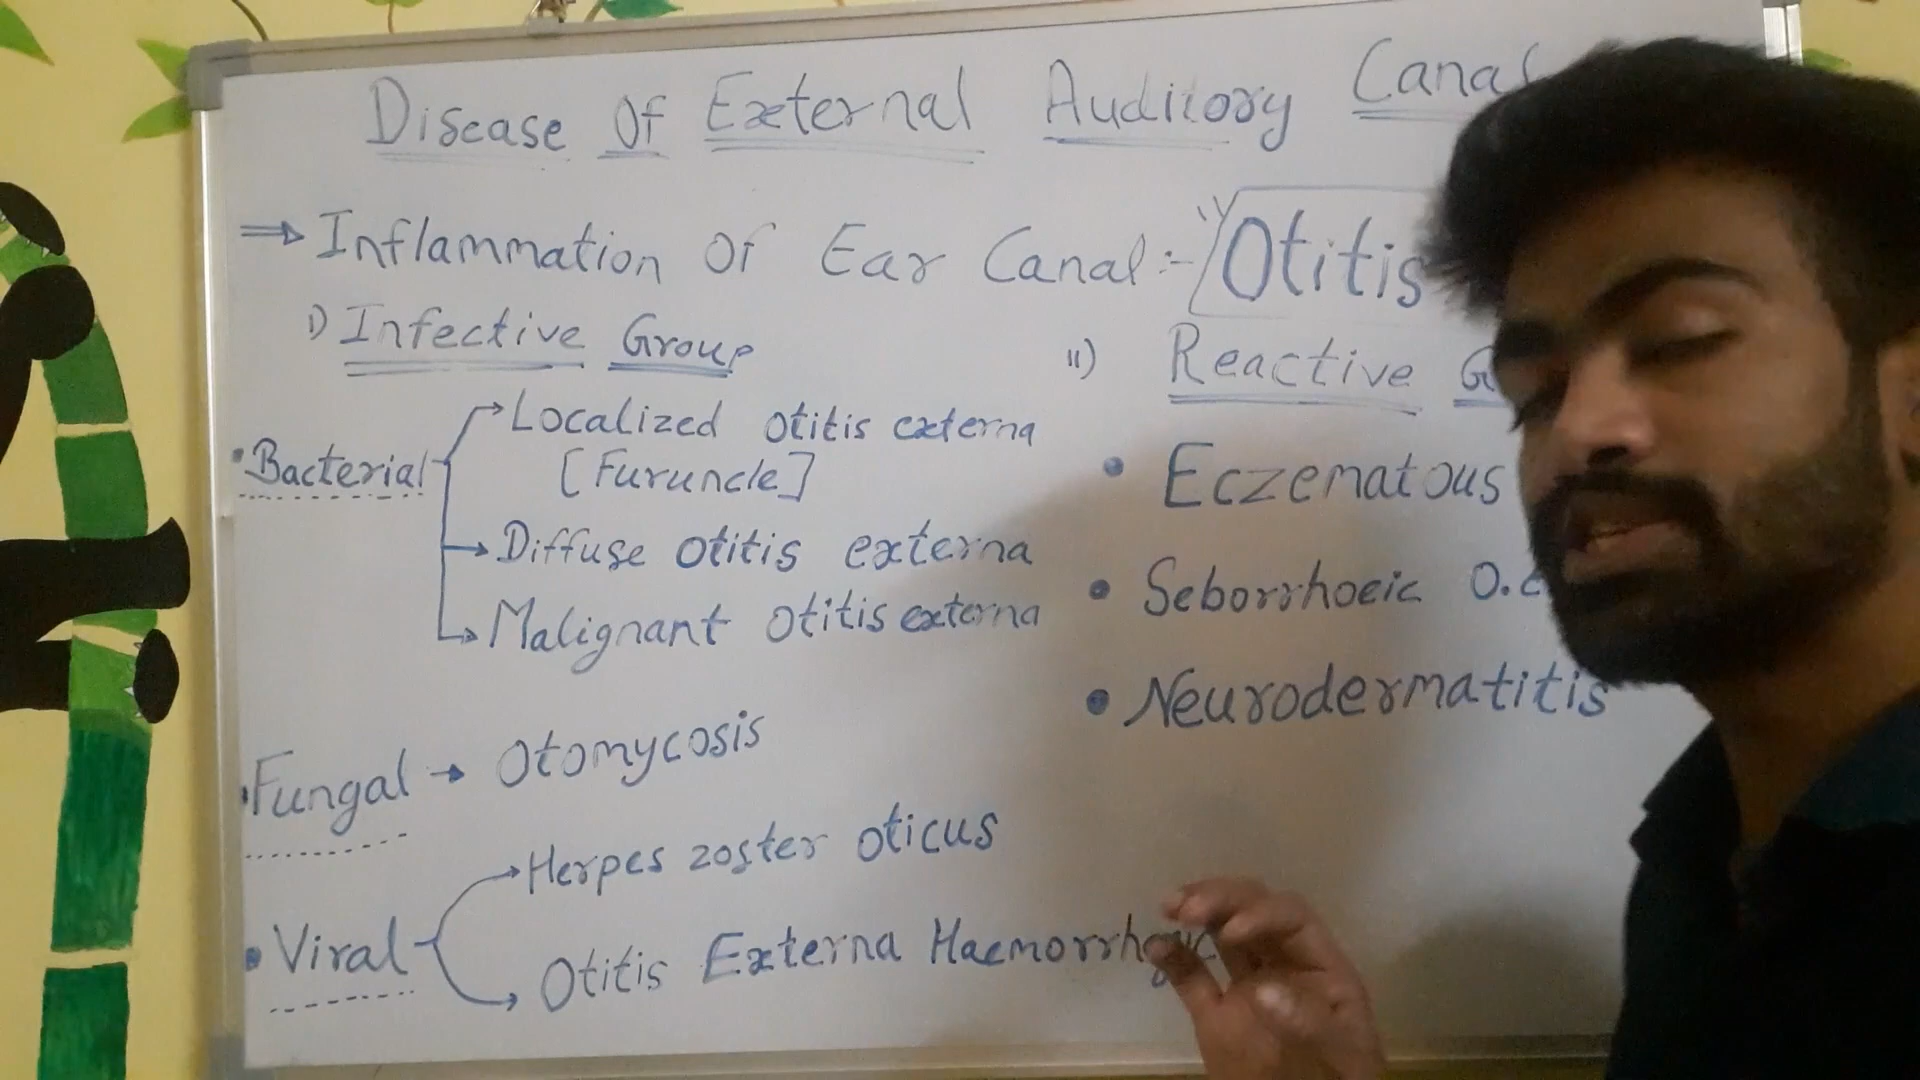 Disease Of External Auditory Canal
⇒ Inflammation Of Ear Canal :- Otitis
I) Infective Group
II) Reactive
• Bacterial → Localized otitis externa
[Furuncle]
→ Diffuse otitis externa
→ Malignant otitis externa
• Eczematous
• Seborrhoeic O.e
• Neurodermatitis
• Fungal → Otomycosis
• Viral → Herpes zoster oticus
→ Otitis Externa